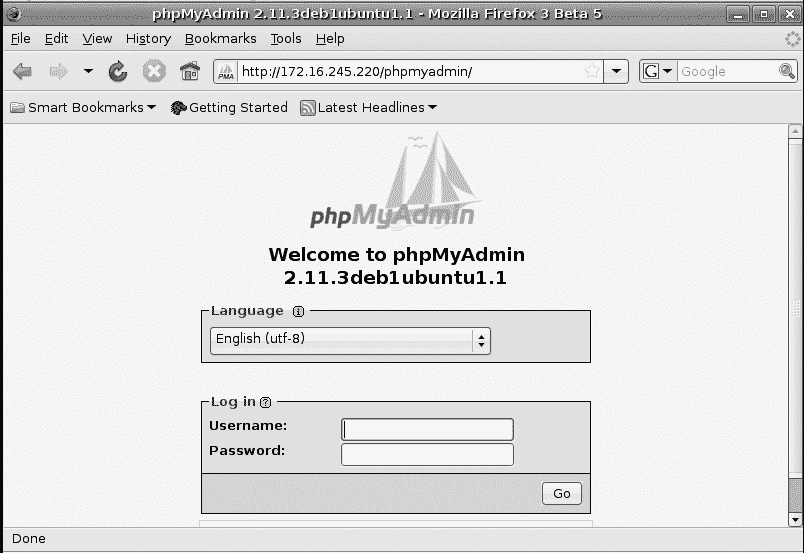 phpMyAdmin 2.11.3deb1ubuntu1.1 - Mozilla Firefox 3 Beta 5
File Edit View History Bookmarks Tools Help
PMA http://172.16.245.220/phpmyadmin/ G Google
Smart Bookmarks Getting Started Latest Headlines
phpMyAdmin
Welcome to phpMyAdmin
2.11.3deb1ubuntu1.1
Language
English (utf-8)
Log in
Username:
Password:
Go
Done